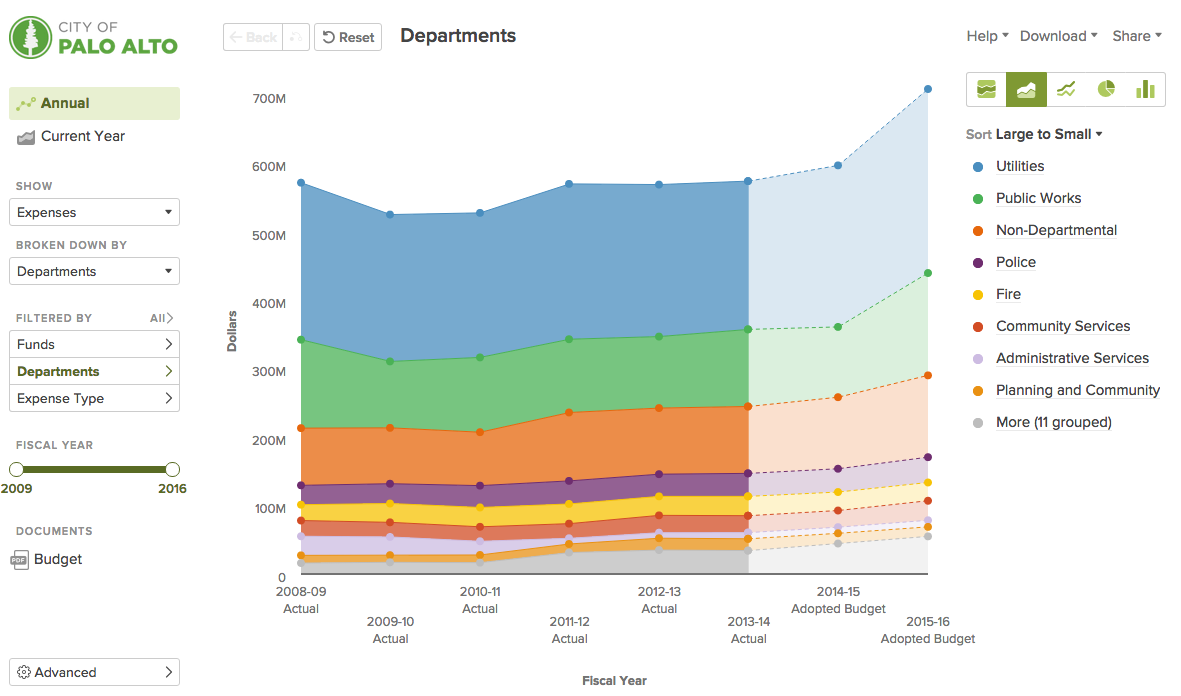 CITY OF
PALO ALTO
Back
Reset
Departments
Help
Download
Share
Annual
Current Year
SHOW
Expenses
BROKEN DOWN BY
Departments
FILTERED BY
All
Funds
Departments
Expense Type
FISCAL YEAR
2009
2016
DOCUMENTS
PDF
Budget
Advanced
Dollars
700M
600M
500M
400M
300M
200M
100M
0
2008-09
Actual
2009-10
Actual
2010-11
Actual
2011-12
Actual
2012-13
Actual
2013-14
Actual
2014-15
Adopted Budget
2015-16
Adopted Budget
Fiscal Year
Sort Large to Small
Utilities
Public Works
Non-Departmental
Police
Fire
Community Services
Administrative Services
Planning and Community
More (11 grouped)